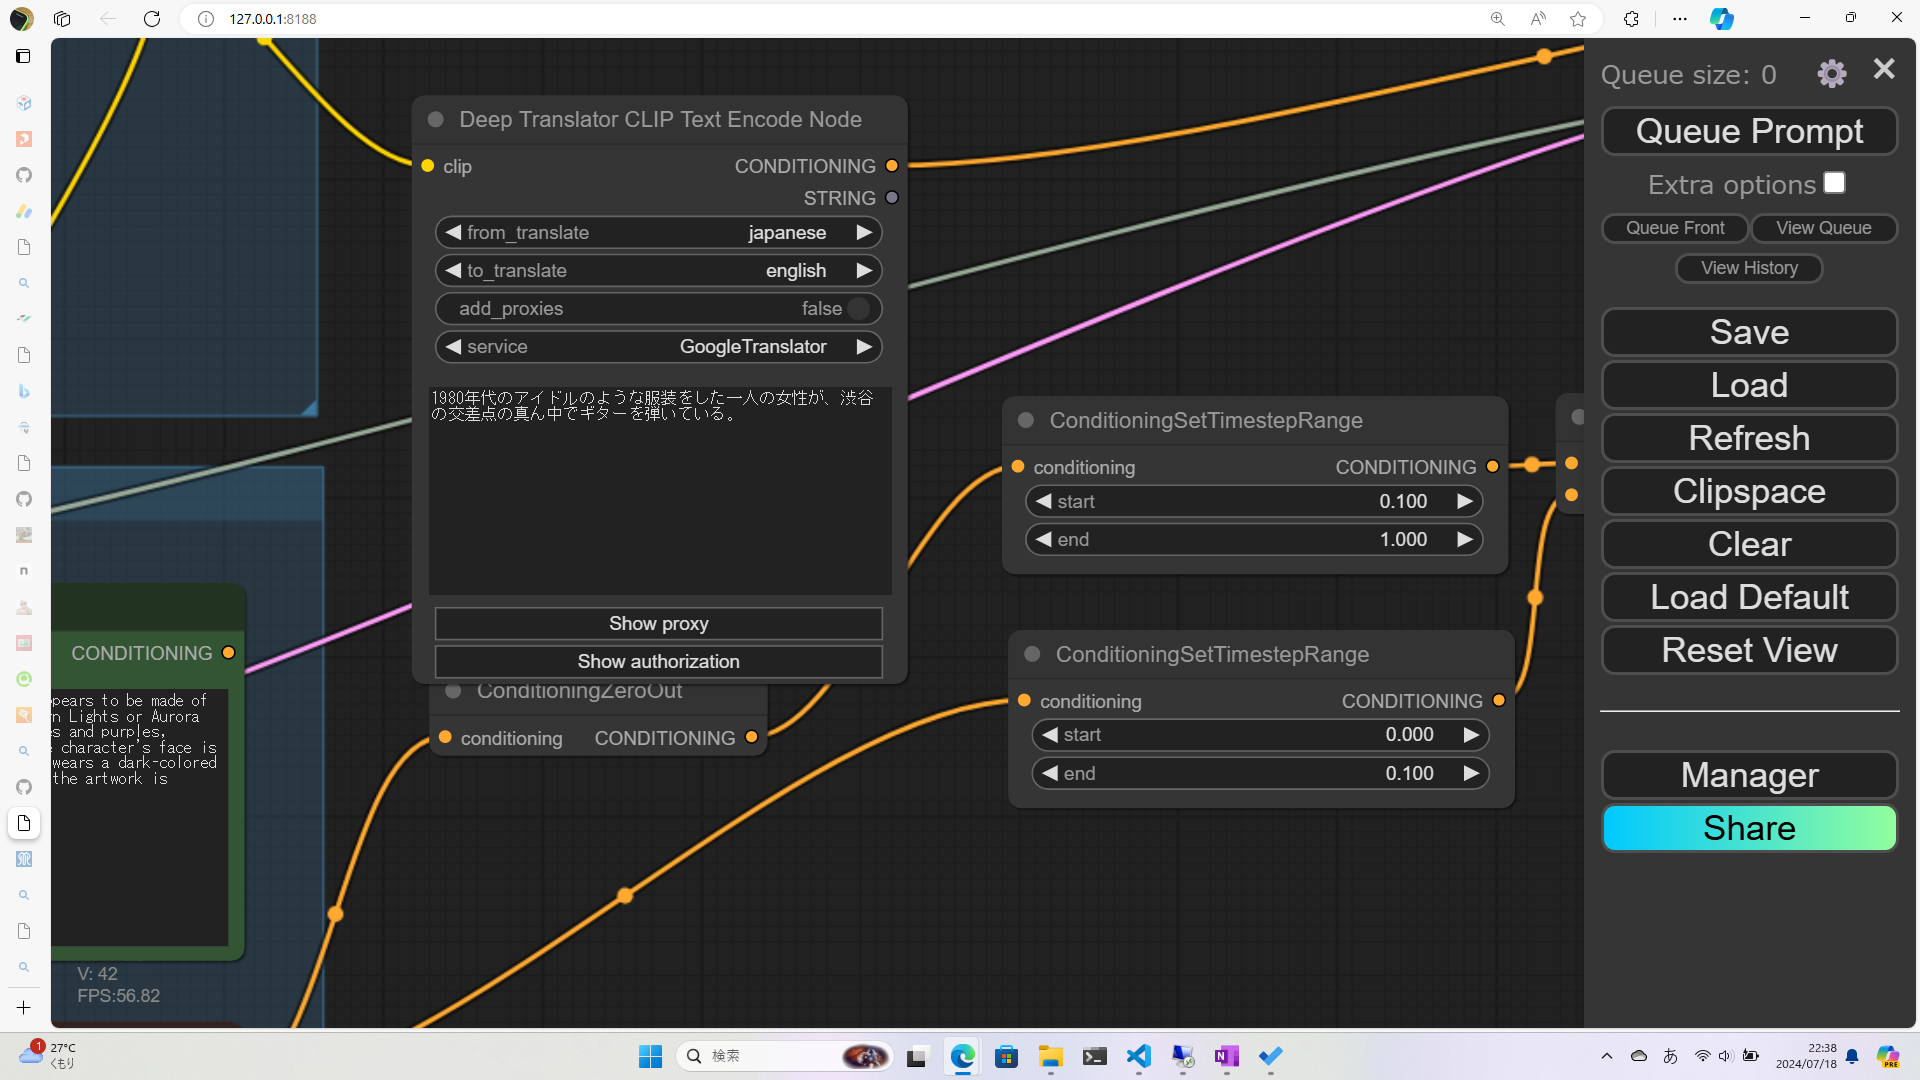 127.0.0.1:8188
Queue size: 0
Queue Prompt
Extra options
Queue Front
View Queue
View History
Save
Load
Refresh
Clipspace
Clear
Load Default
Reset View
Manager
Share
Deep Translator CLIP Text Encode Node
clip
CONDITIONING
STRING
from_translate
japanese
to_translate
english
add_proxies
false
service
GoogleTranslator
1980年代のアイドルのような服装をした一人の女性が、渋谷
の交差点の真ん中でギターを弾いている。
Show proxy
Show authorization
ConditioningZeroOut
conditioning
CONDITIONING
ConditioningSetTimestepRange
conditioning
CONDITIONING
start
0.100
end
1.000
ConditioningSetTimestepRange
conditioning
CONDITIONING
start
0.000
end
0.100
CONDITIONING
pears to be made of
n Lights or Aurora
s and purples,
character's face is
wears a dark-colored
the artwork is
V: 42
FPS:56.82
1
27°C
くもり
検索
あ
22:38
2024/07/18
PRE